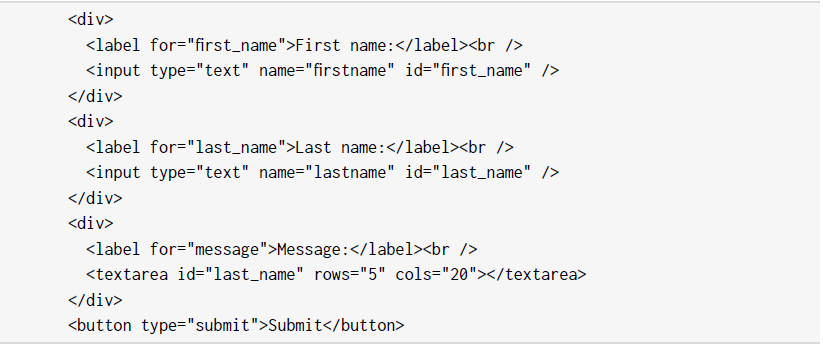 <div>
<label for="first_name">First name:</label><br />
<input type="text" name="firstname" id="first_name" />
</div>
<div>
<label for="last_name">Last name:</label><br />
<input type="text" name="lastname" id="last_name" />
</div>
<div>
<label for="message">Message:</label><br />
<textarea id="last_name" rows="5" cols="20"></textarea>
</div>
<button type="submit">Submit</button>